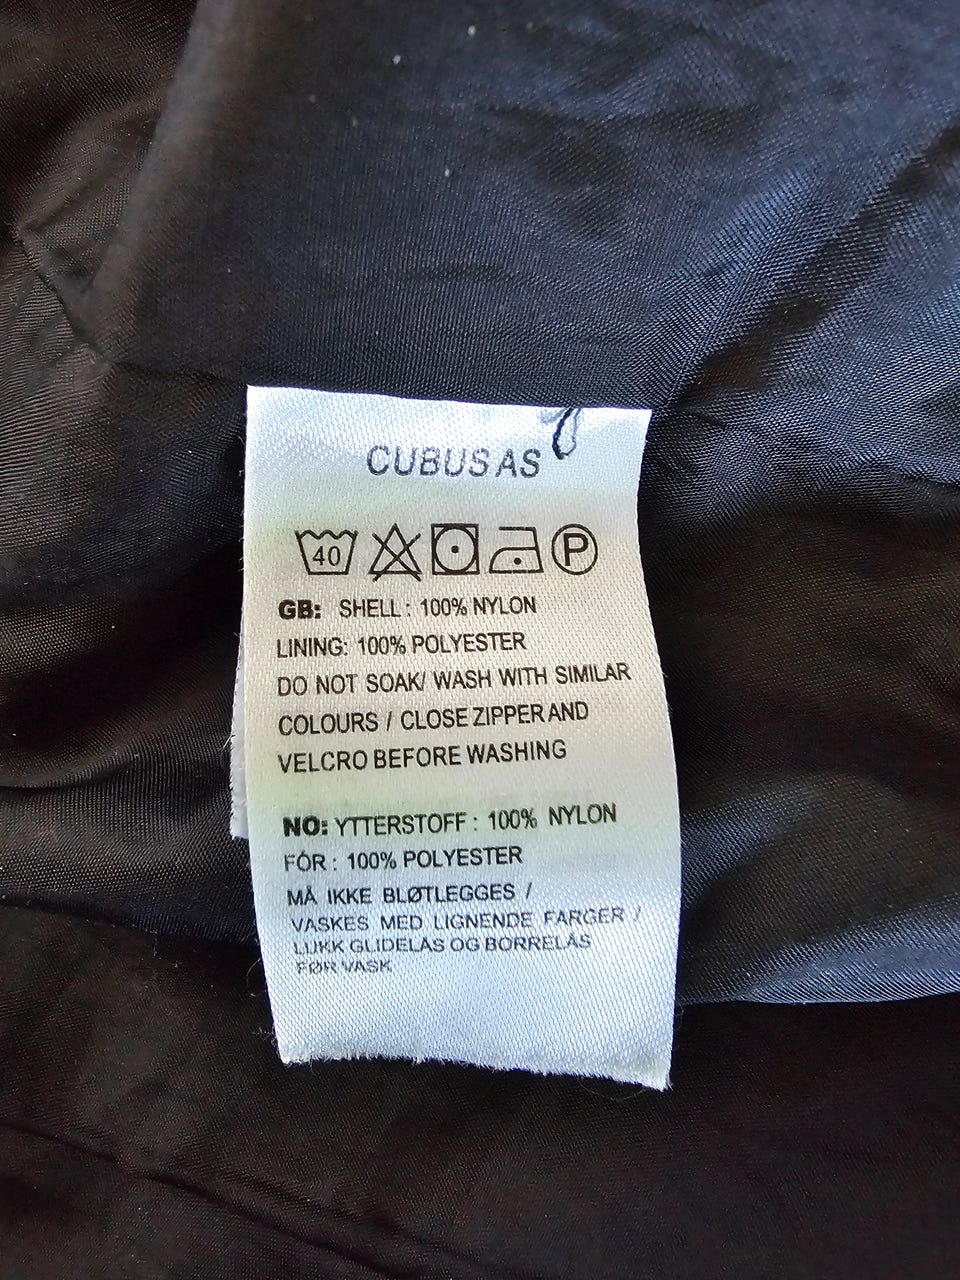 CUBUS AS
40 P
GB: SHELL : 100% NYLON
LINING: 100% POLYESTER
DO NOT SOAK/ WASH WITH SIMILAR
COLOURS / CLOSE ZIPPER AND
VELCRO BEFORE WASHING
NO: YTTERSTOFF : 100% NYLON
FÓR : 100% POLYESTER
MÅ IKKE BLØTLEGGES /
VASKES MED LIGNENDE FARGER /
LUKK GLIDELÅS OG BORRELÅS
FØR VASK